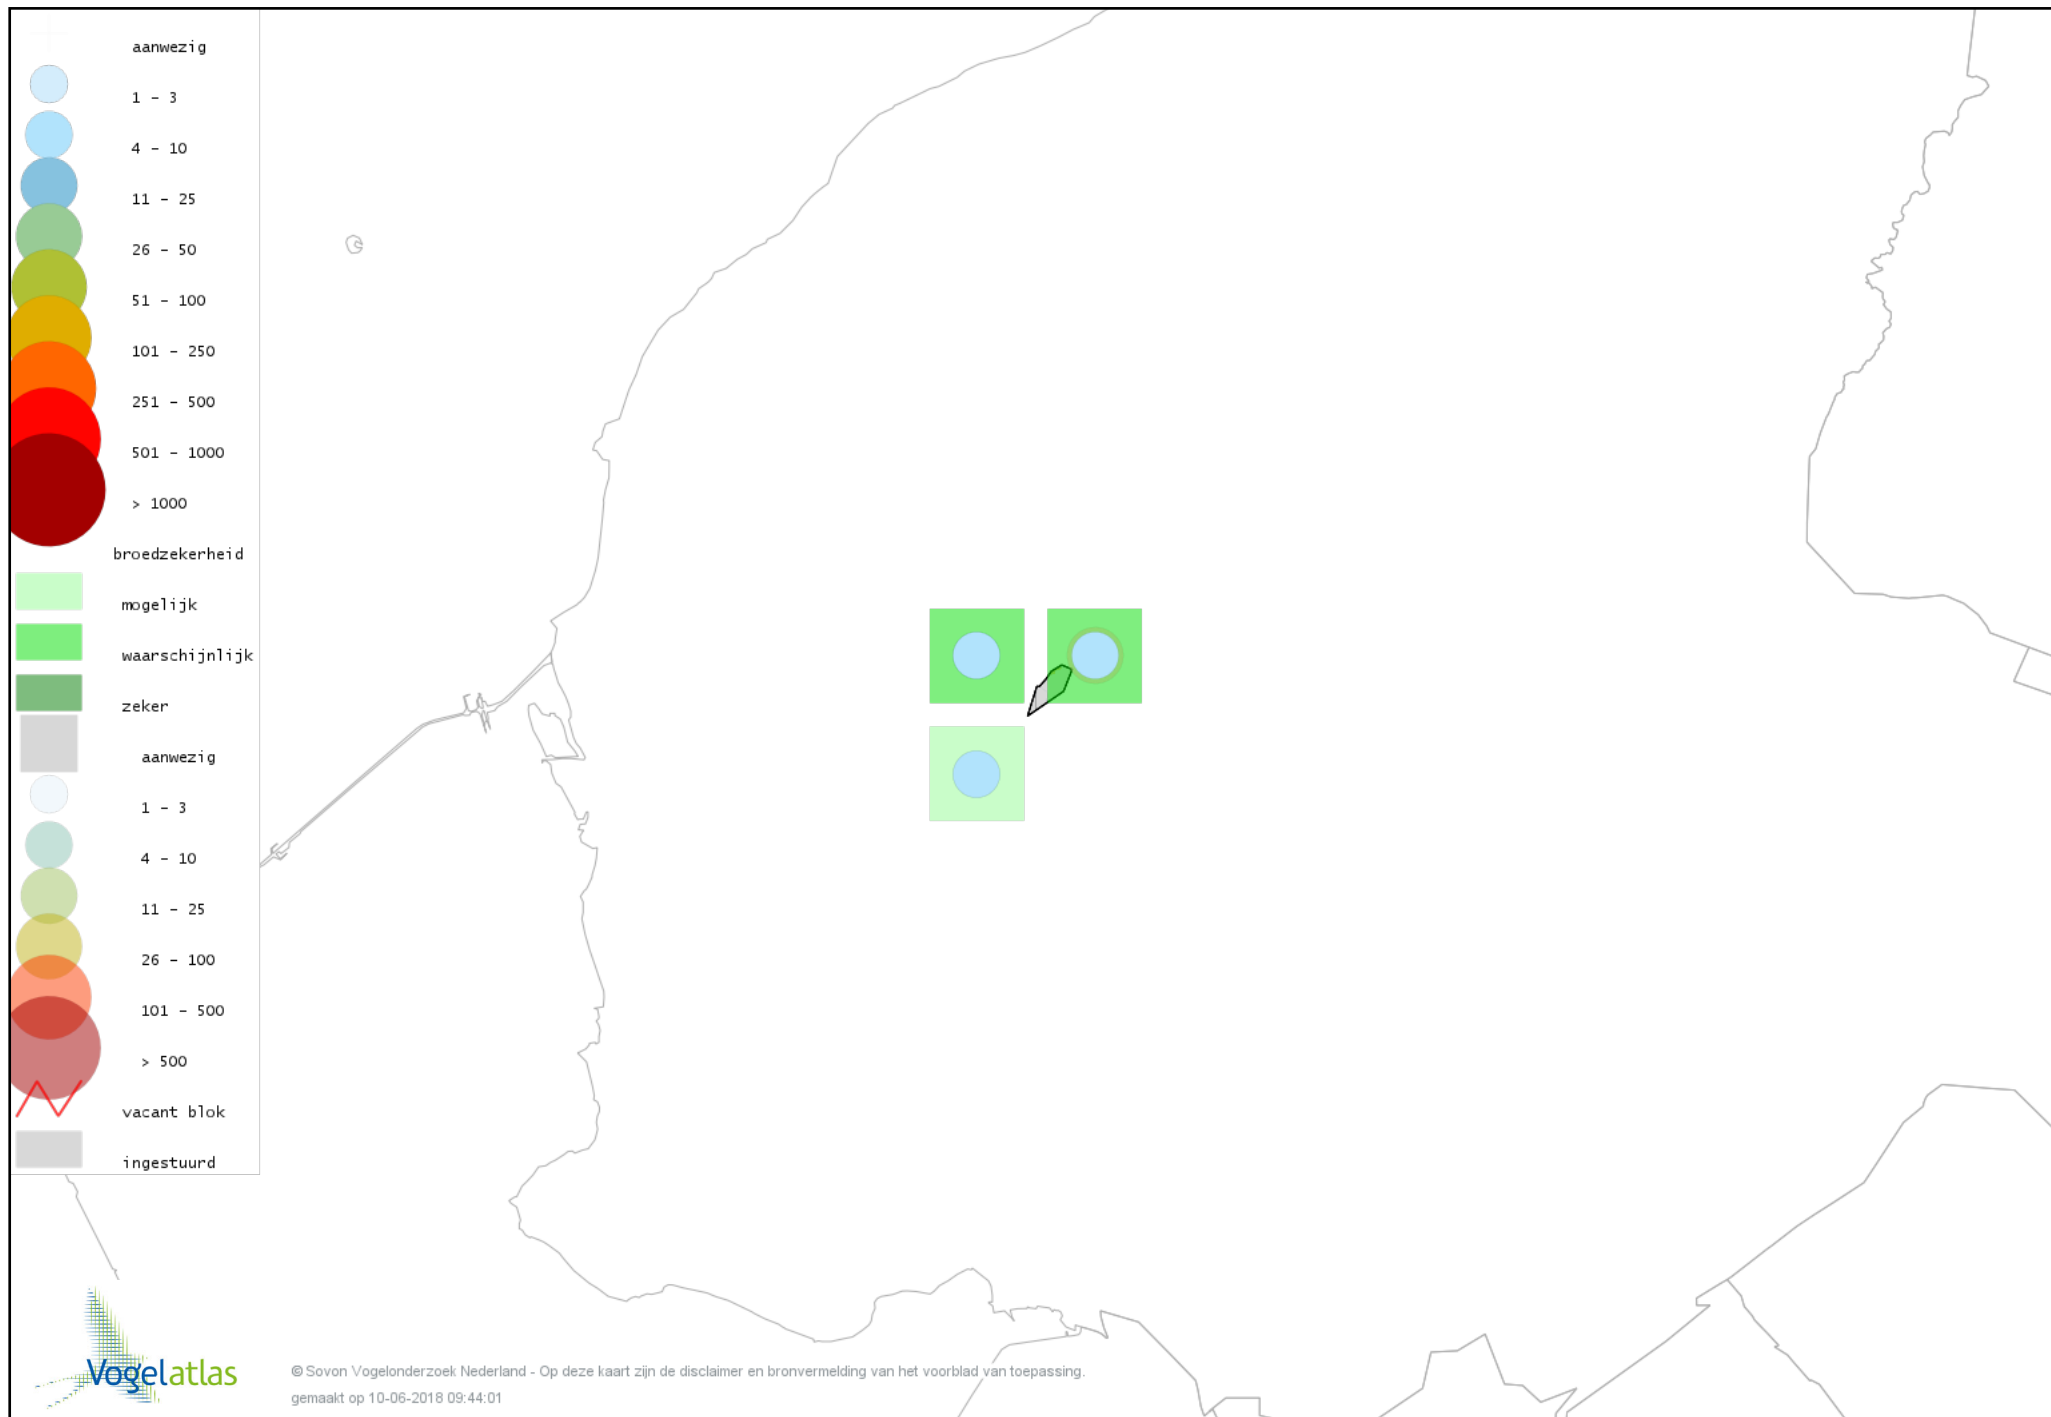 aanwezig
1 - 3
4 - 10
11 - 25
26 - 50
51 - 100
101 - 250
251 - 500
501 - 1000
> 1000
broedzekerheid
mogelijk
waarschijnlijk
zeker
aanwezig
1 - 3
4 - 10
11 - 25
26 - 100
101 - 500
> 500
vacant blok
ingestuurd
Vogelatlas
© Sovon Vogelonderzoek Nederland - Op deze kaart zijn de disclaimer en bronvermelding van het voorblad van toepassing.
gemaakt op 10-06-2018 09:44:01